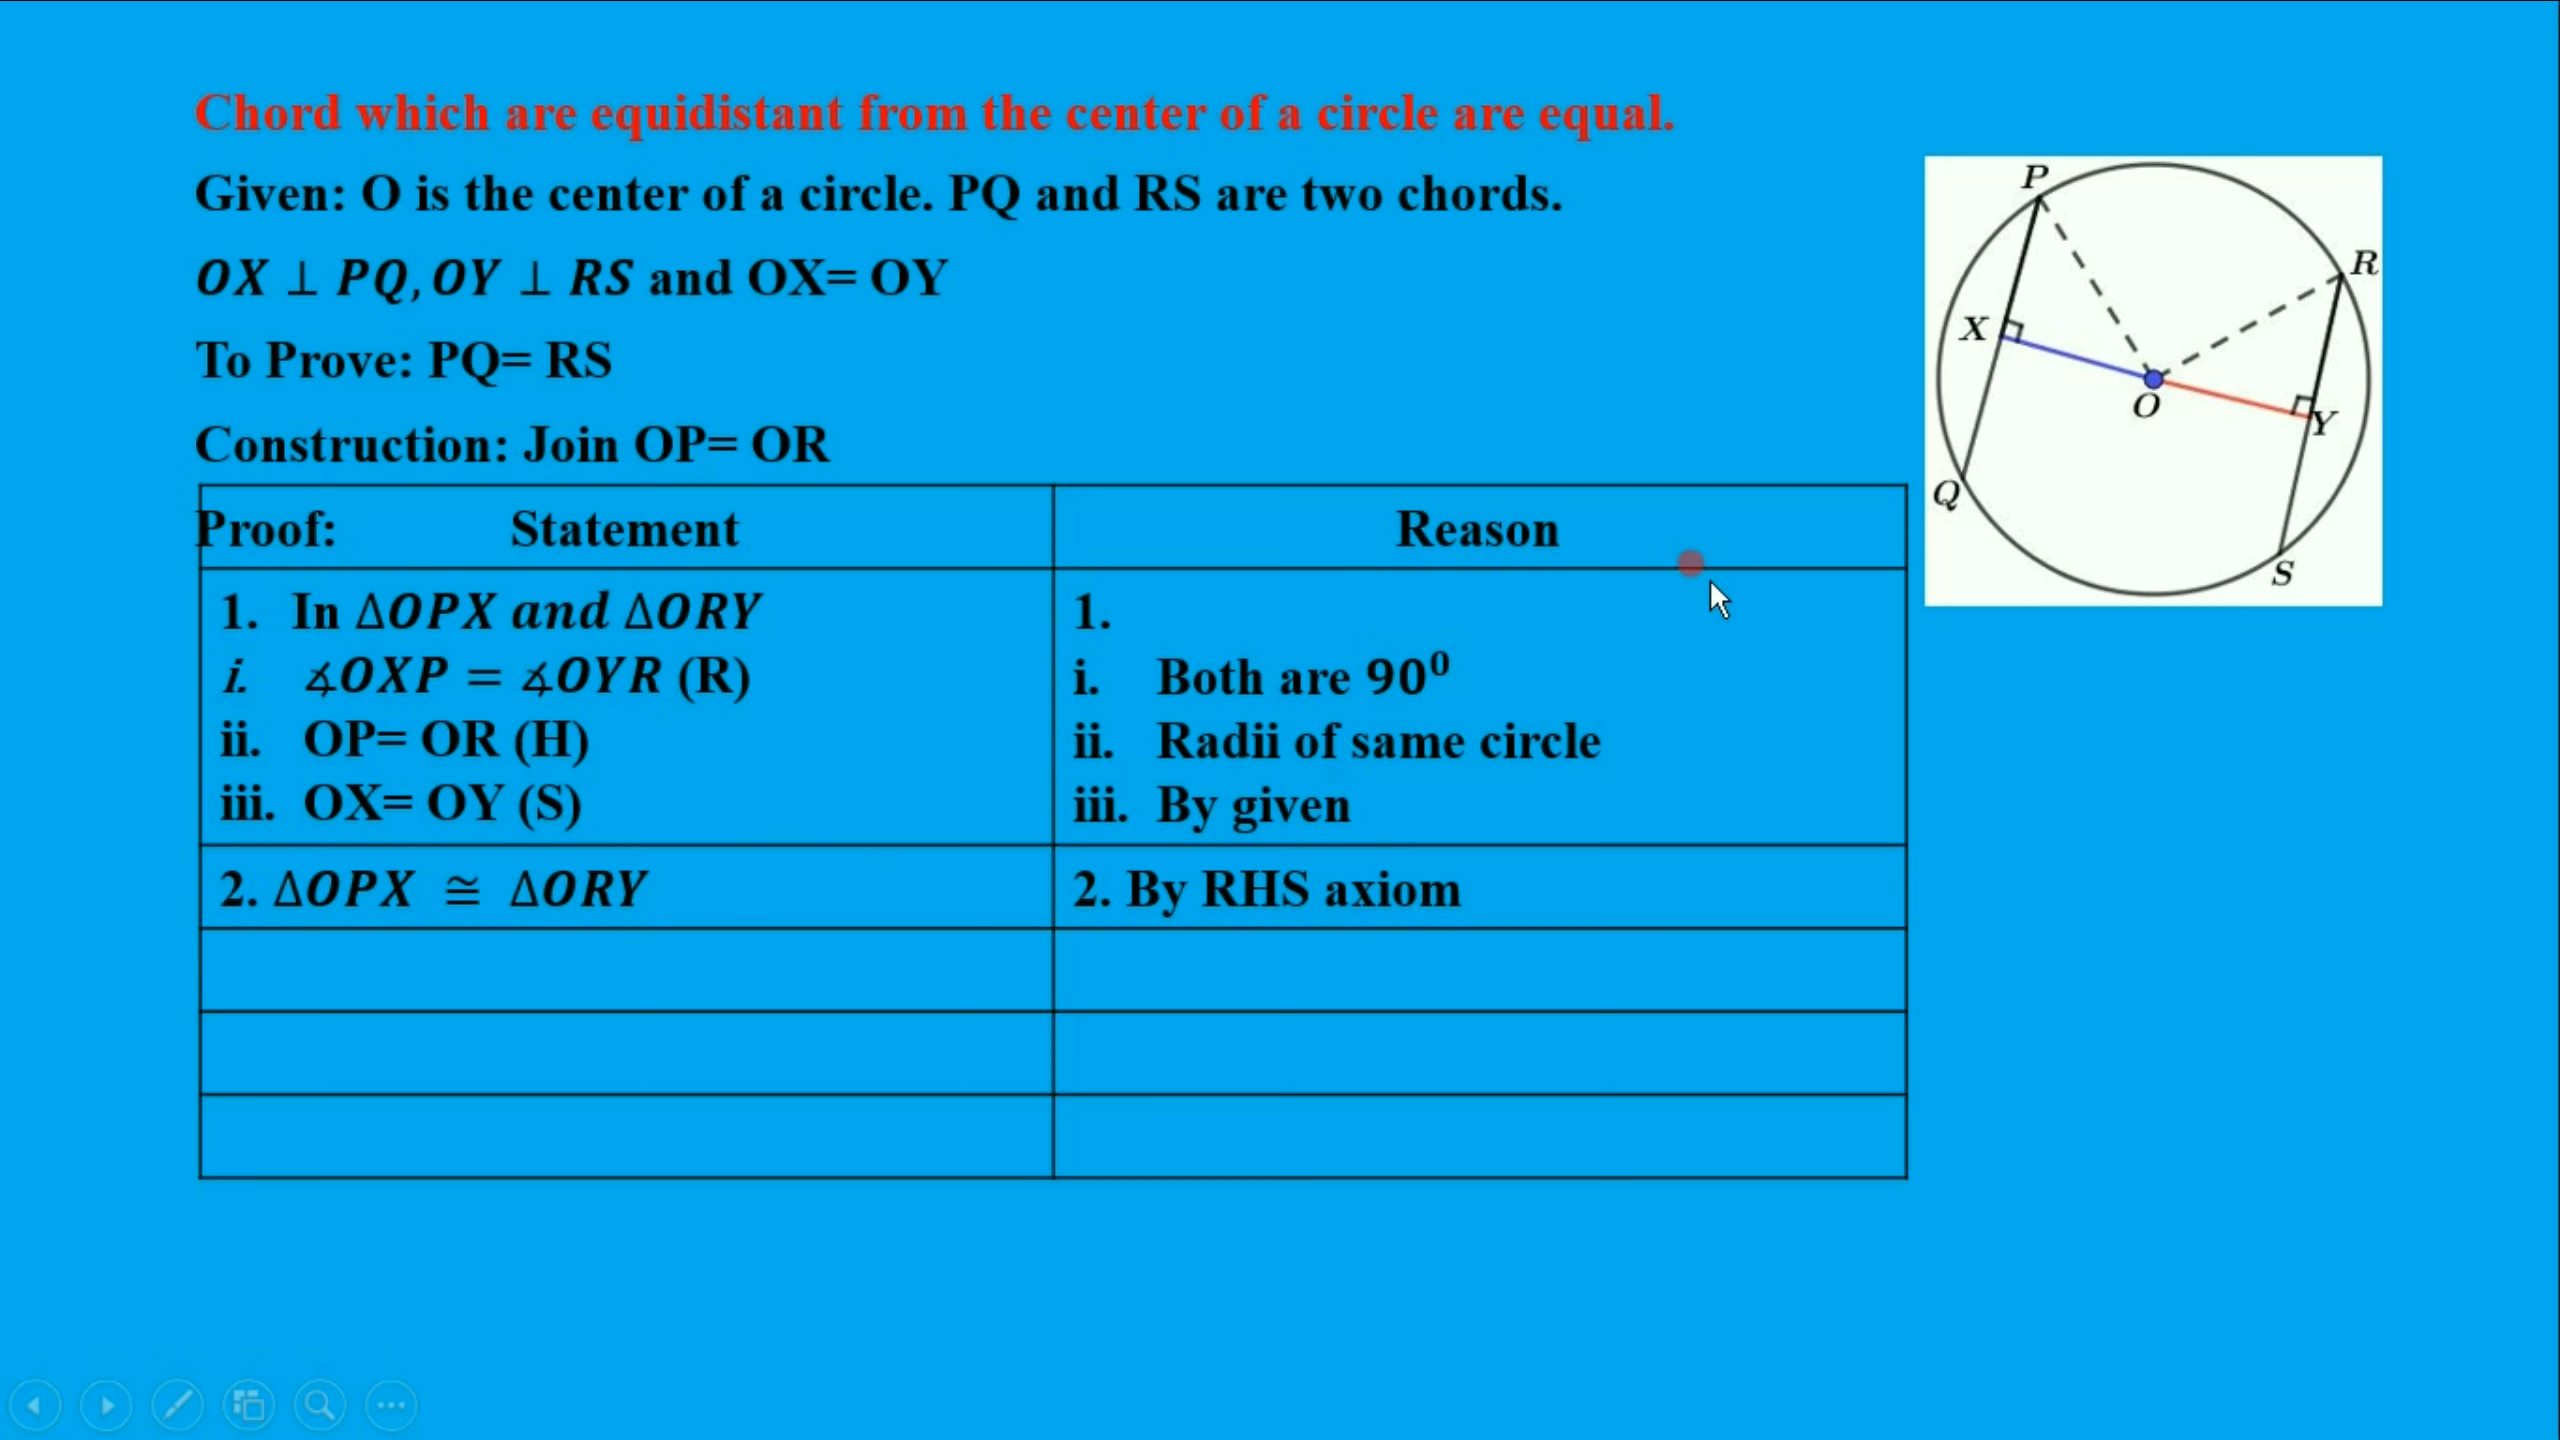 Chord which are equidistant from the center of a circle are equal.
Given: O is the center of a circle. PQ and RS are two chords.
OX ⊥ PQ, OY ⊥ RS and OX= OY
To Prove: PQ= RS
Construction: Join OP= OR
Proof: Statement
Reason
1. In ΔOPX and ΔORY
i. ∡OXP = ∡OYR (R)
ii. OP= OR (H)
iii. OX= OY (S)
1.
i. Both are 90⁰
ii. Radii of same circle
iii. By given
2. ΔOPX ≅ ΔORY
2. By RHS axiom
P
R
X
O
Y
Q
S